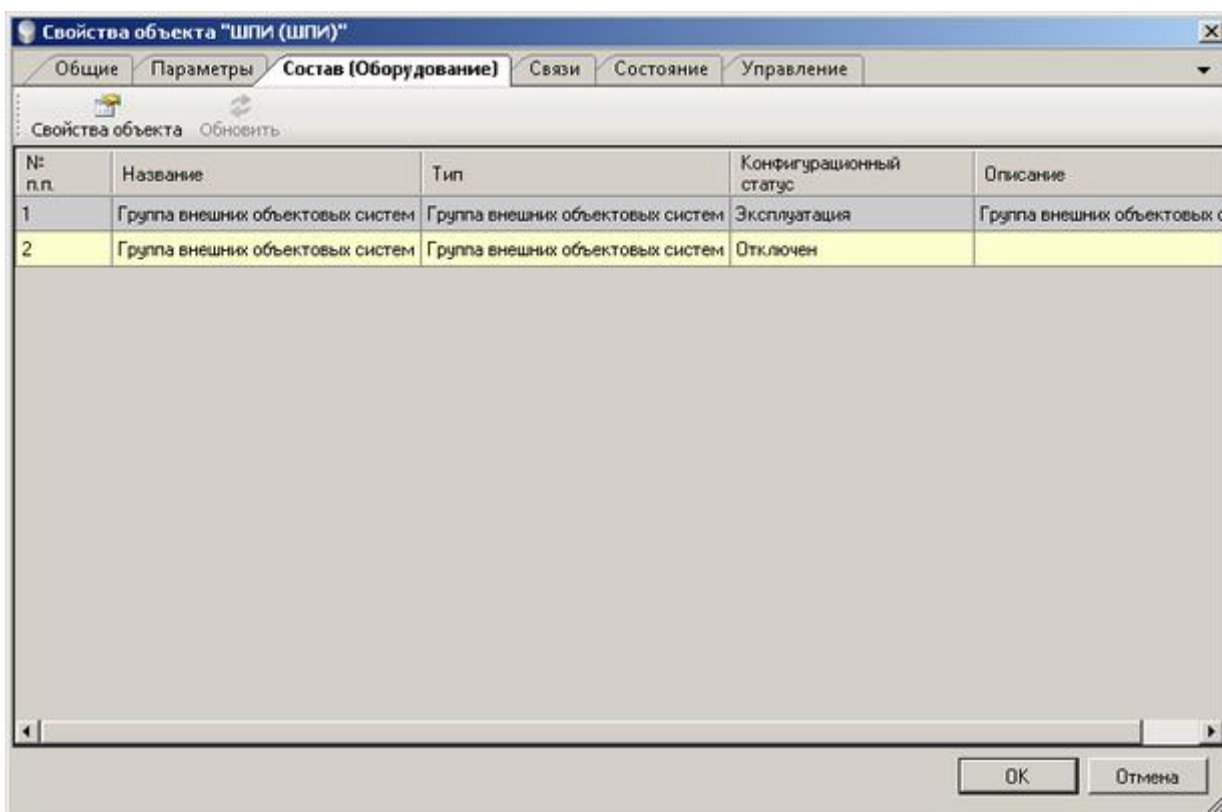 Свойства объекта "ШПИ (ШПИ)"
Общие Параметры Состав (Оборудование) Связи Состояние Управление
Свойства объекта Обновить
№ п.п. Название Тип Конфигурационный статус Описание
1 Группа внешних объектовых систем Группа внешних объектовых систем Эксплуатация Группа внешних объектовых с
2 Группа внешних объектовых систем Группа внешних объектовых систем Отключен
OK Отмена